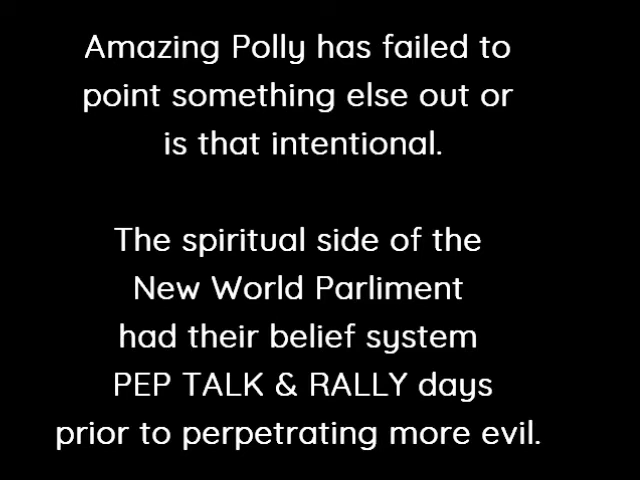 Amazing Polly has failed to
point something else out or
is that intentional.
The spiritual side of the
New World Parliment
had their belief system
PEP TALK & RALLY days
prior to perpetrating more evil.